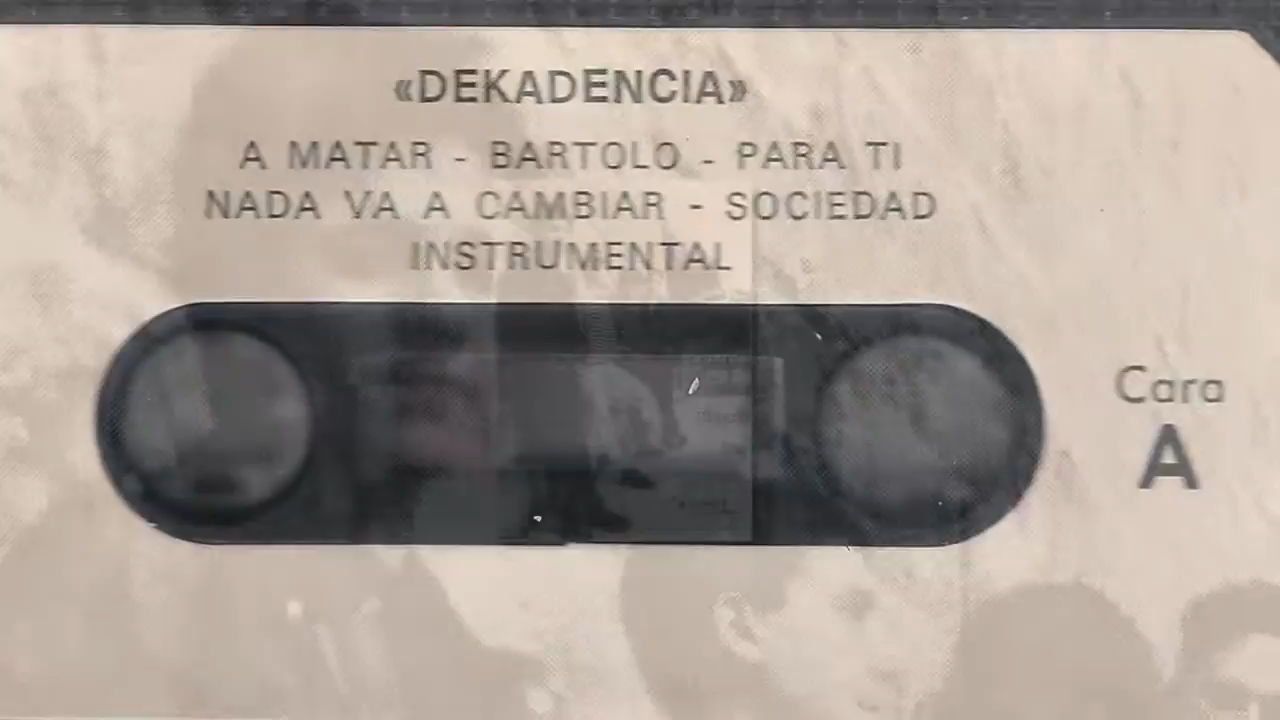 «DEKADENCIA»
A MATAR - BARTOLO - PARA TI
NADA VA A CAMBIAR - SOCIEDAD
INSTRUMENTAL
Cara
A